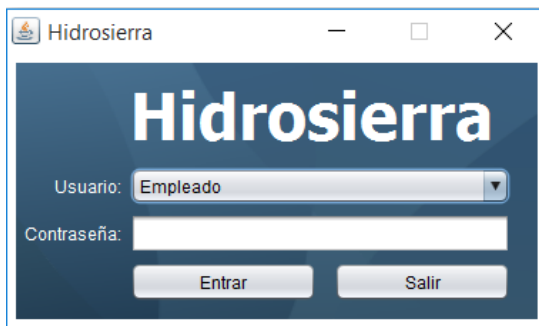 Hidrosierra
Hidrosierra
Usuario: Empleado
Contraseña:
Entrar Salir